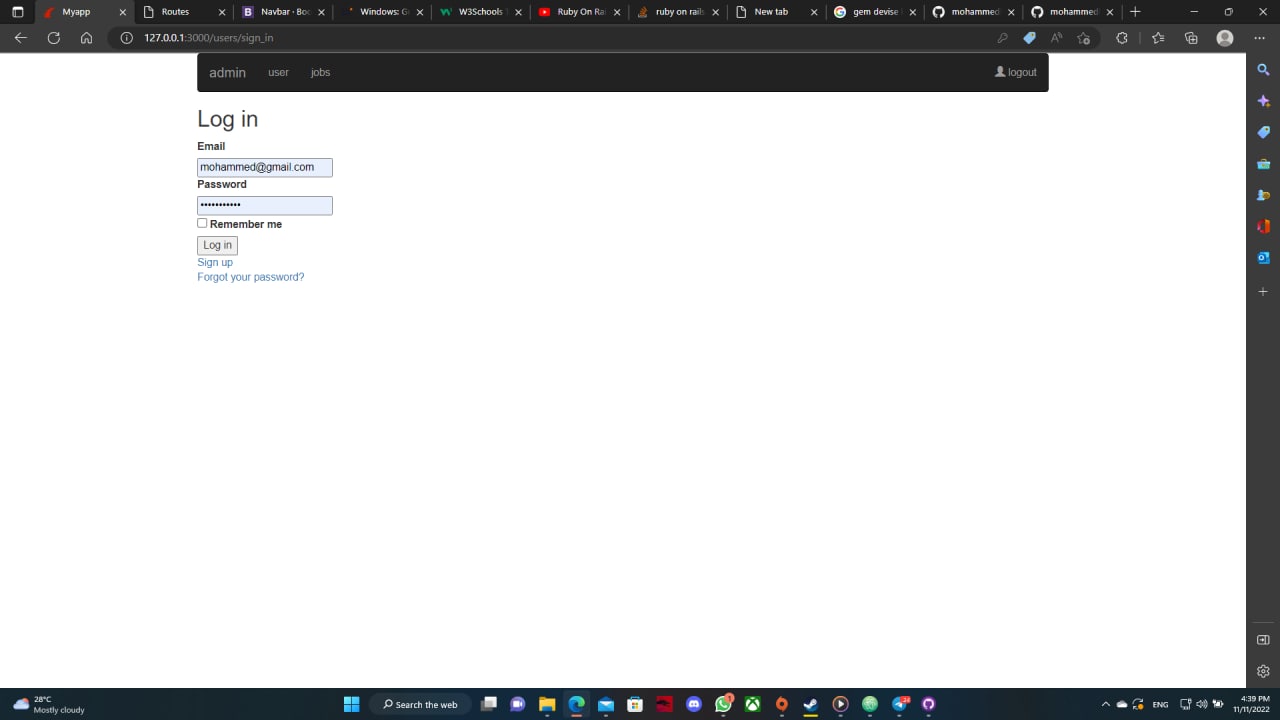 Myapp
Routes
Navbar · Boo
Windows: G
W3Schools
Ruby On Rai
ruby on rails
New tab
gem devise
mohammed
mohammed
127.0.0.1:3000/users/sign_in
admin
user
jobs
logout
Log in
Email
mohammed@gmail.com
Password
Remember me
Log in
Sign up
Forgot your password?
28°C
Mostly cloudy
Search the web
ENG
4:39 PM
11/11/2022